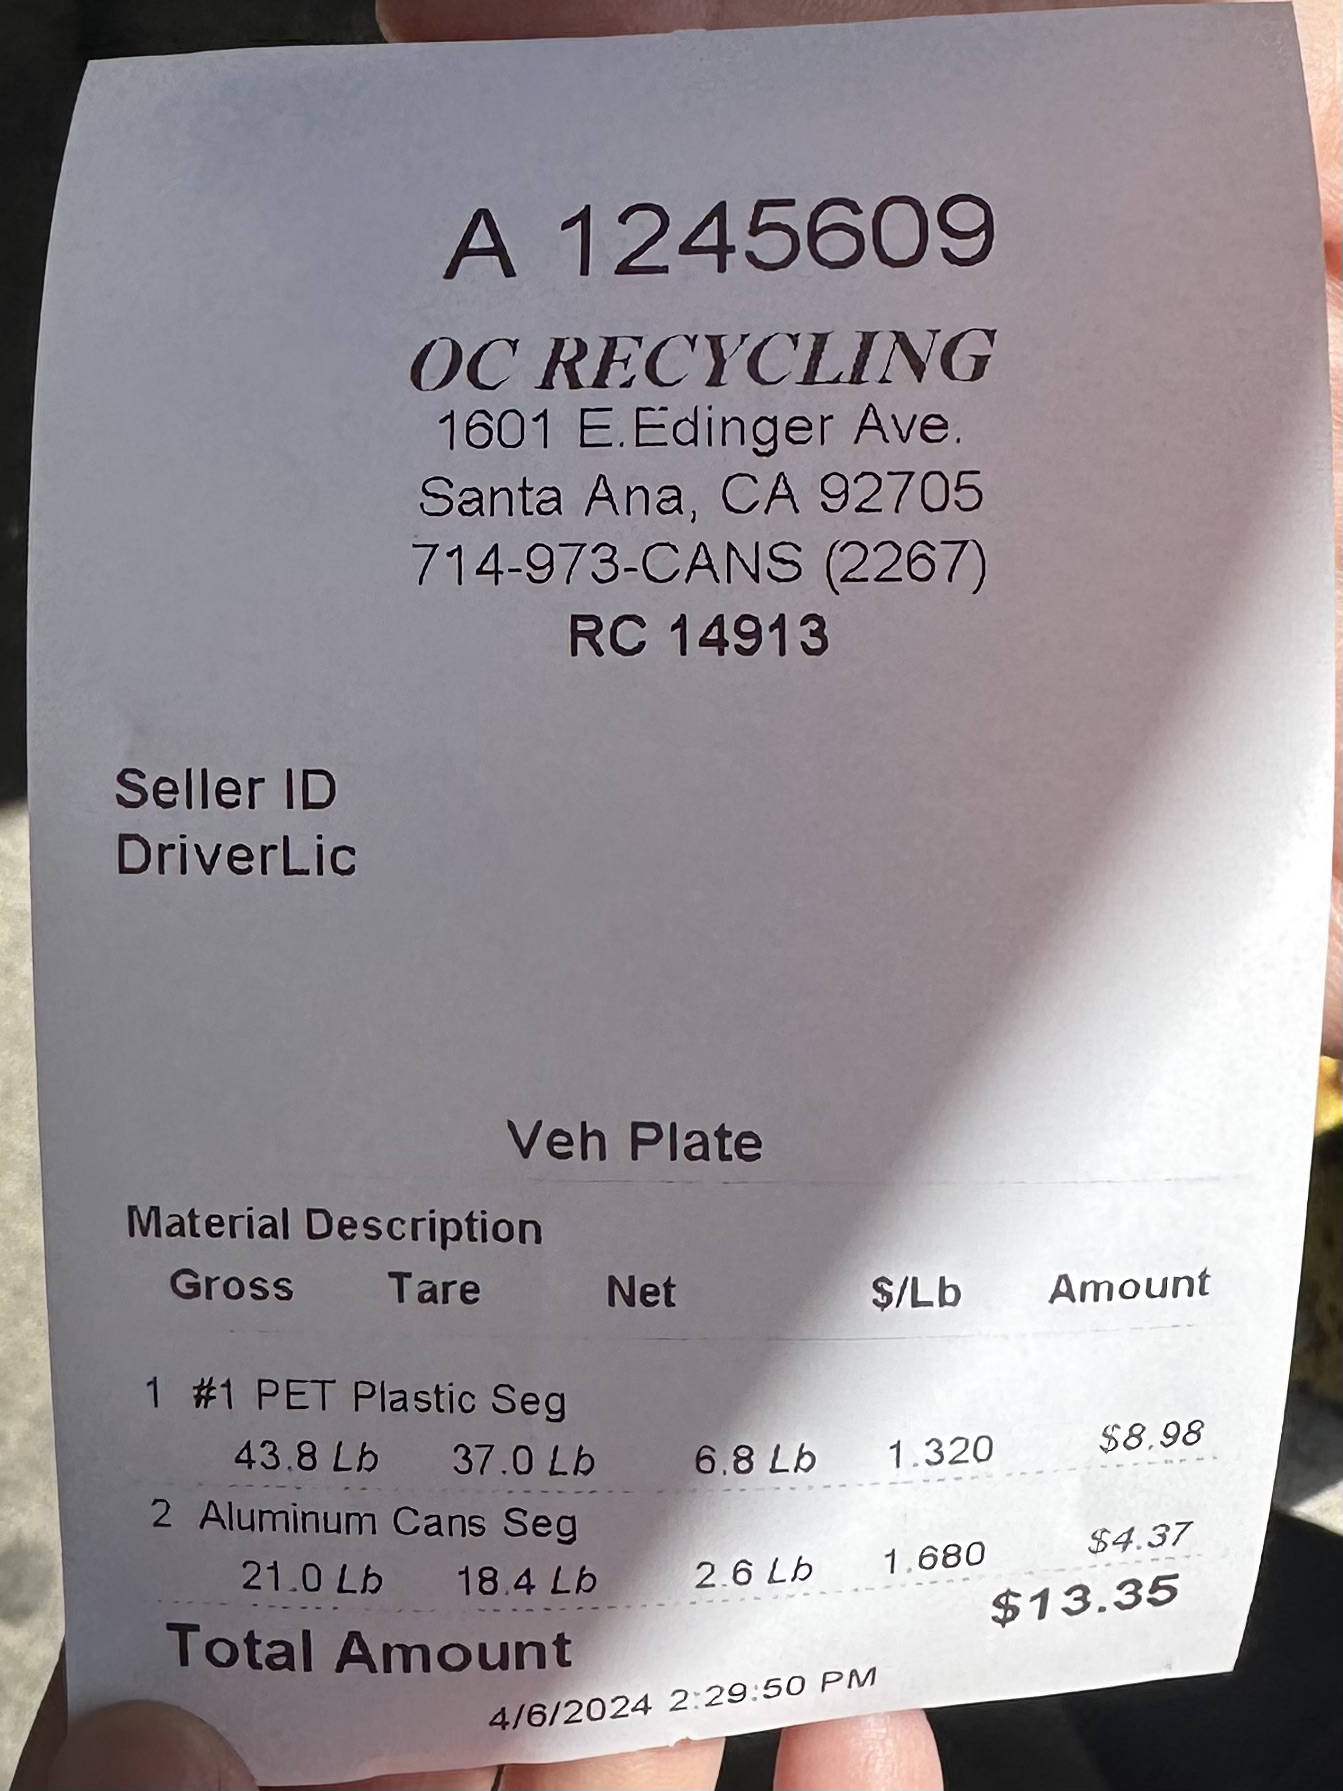 A 1245609
OC RECYCLING
1601 E.Edinger Ave.
Santa Ana, CA 92705
714-973-CANS (2267)
RC 14913
Seller ID
DriverLic
Veh Plate
Material Description
Gross Tare Net $/Lb Amount
1 #1 PET Plastic Seg
43.8 Lb 37.0 Lb 6.8 Lb 1.320 $8.98
2 Aluminum Cans Seg
21.0 Lb 18.4 Lb 2.6 Lb 1.680 $4.37
Total Amount $13.35
4/6/2024 2:29:50 PM